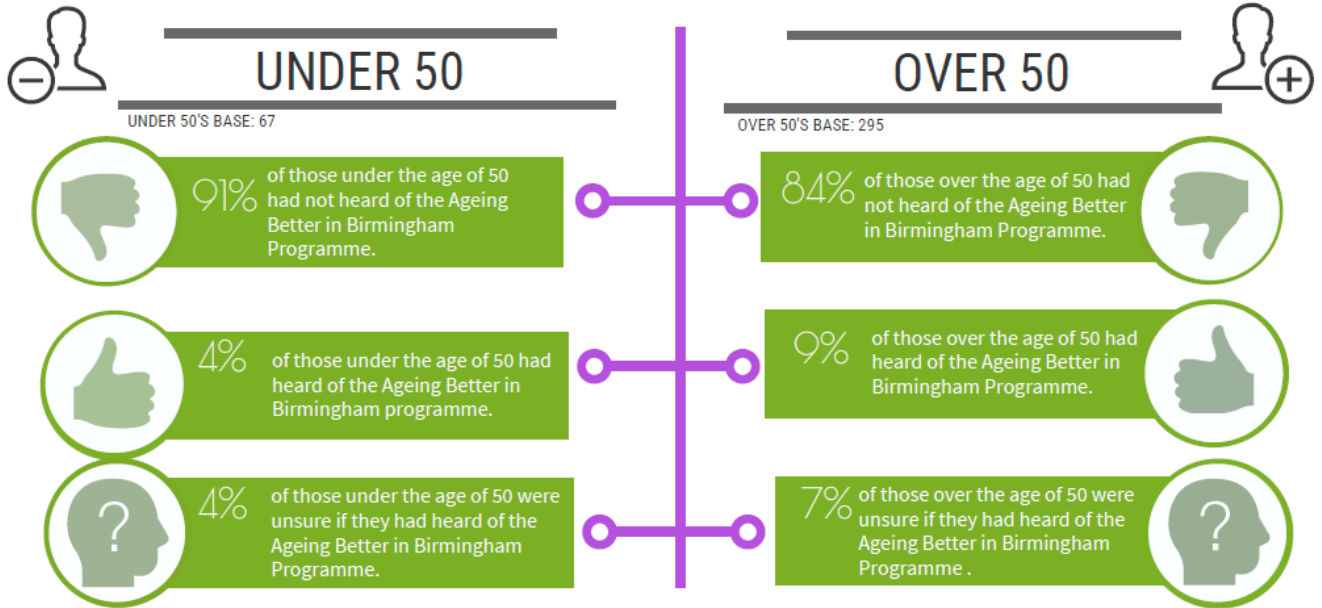 UNDER 50
UNDER 50'S BASE: 67
91%
of those under the age of 50
had not heard of the Ageing
Better in Birmingham
Programme.
4%
of those under the age of 50 had
heard of the Ageing Better in
Birmingham programme.
?
4%
of those under the age of 50 were
unsure if they had heard of the
Ageing Better in Birmingham
Programme.
OVER 50
OVER 50'S BASE: 295
84%
of those over the age of 50 had
not heard of the Ageing Better
in Birmingham Programme.
9%
of those over the age of 50 had
heard of the Ageing Better in
Birmingham Programme.
7%
of those over the age of 50 were
unsure if they had heard of the
Ageing Better in Birmingham
Programme .
?